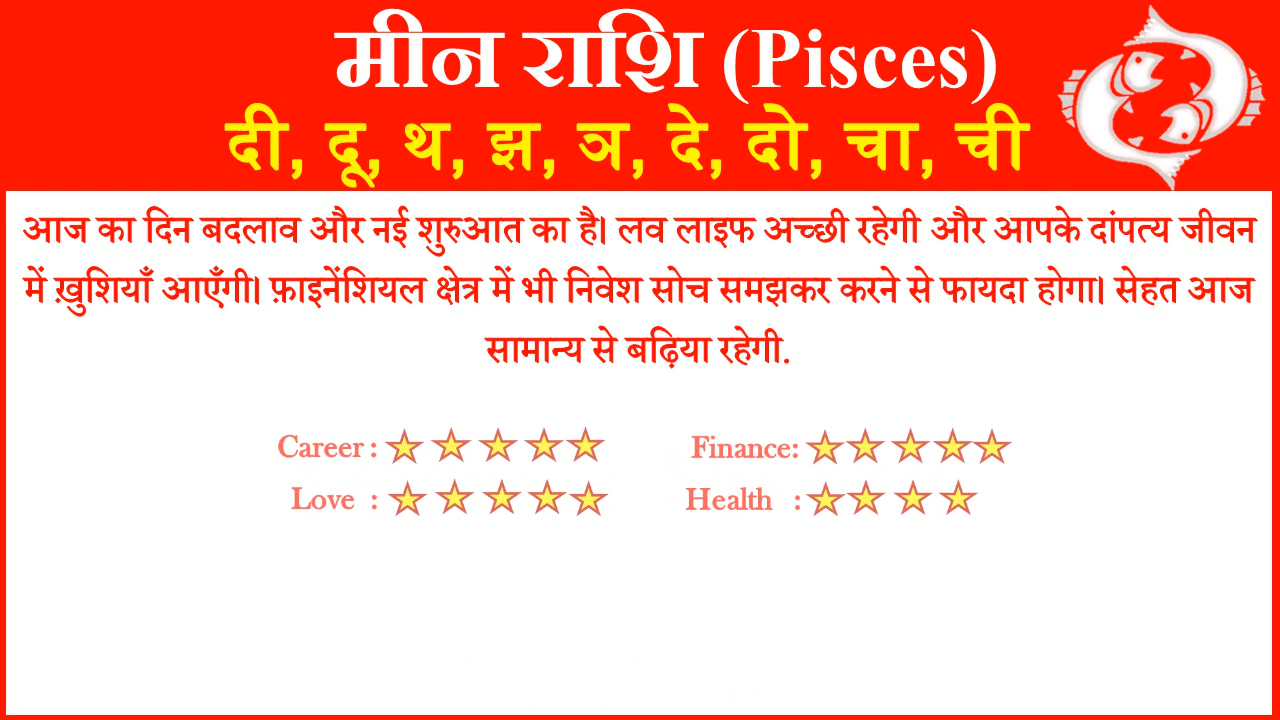 मीन राशि (Pisces)
दी, दू, थ, झ, ञ, दे, दो, चा, ची
आज का दिन बदलाव और नई शुरुआत का है। लव लाइफ अच्छी रहेगी और आपके दांपत्य जीवन
में ख़ुशियाँ आएँगी। फ़ाइनेंशियल क्षेत्र में भी निवेश सोच समझकर करने से फायदा होगा। सेहत आज
सामान्य से बढ़िया रहेगी.
Career : Finance:
Love : Health :